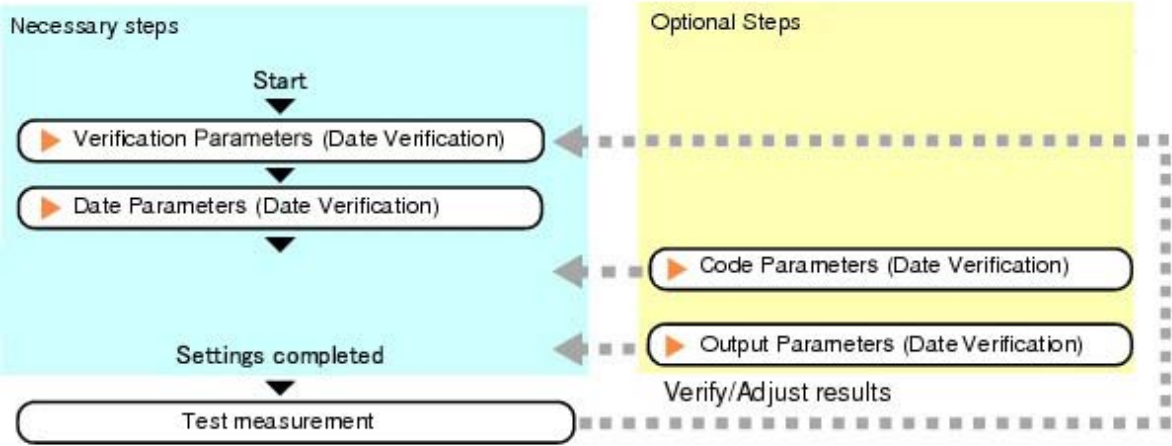 Necessary steps
Start
Verification Parameters (Date Verification)
Date Parameters (Date Verification)
Settings completed
Test measurement
Optional Steps
Code Parameters (Date Verification)
Output Parameters (Date Verification)
Verify/Adjust results